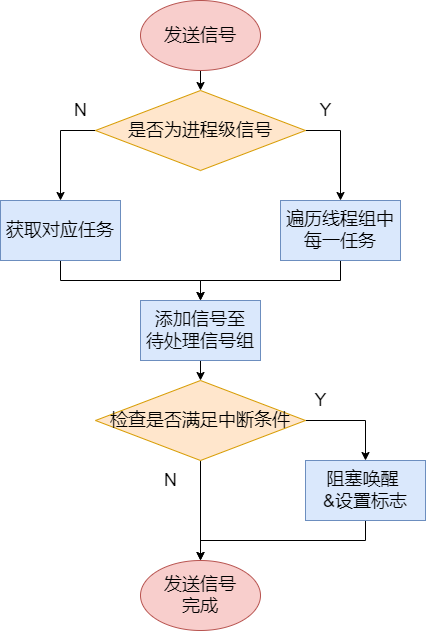 发送信号
N
Y
是否为进程级信号
获取对应任务
遍历线程组中
每一任务
添加信号至
待处理信号组
Y
检查是否满足中断条件
N
阻塞唤醒
&设置标志
发送信号
完成